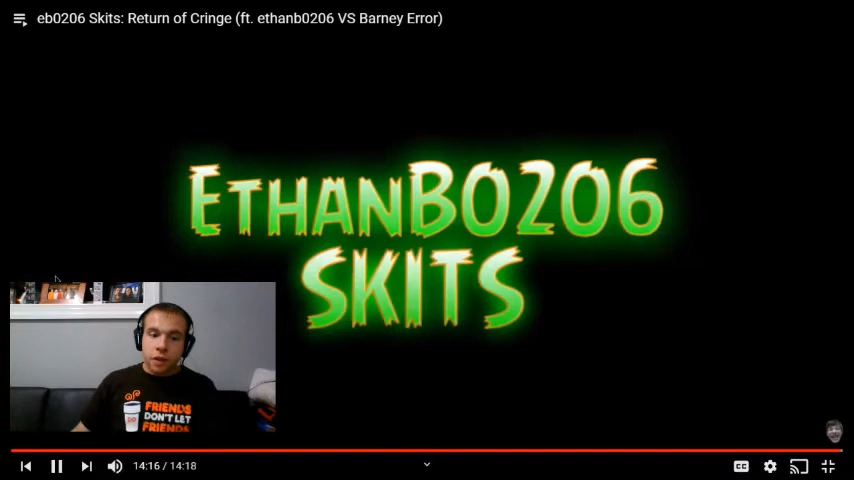 eb0206 Skits: Return of Cringe (ft. ethanb0206 VS Barney Error)
ETHANB0206
SKITS
FRIENDS
DON'T LET
FRIENDS
14:16 / 14:18
CC